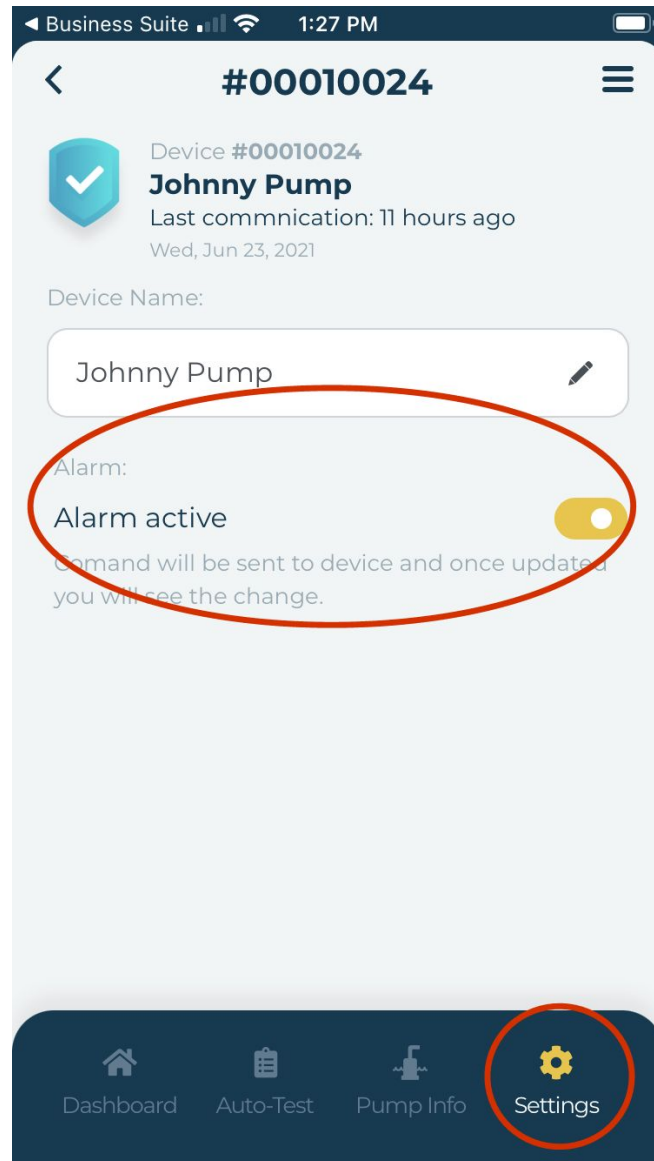 Business Suite 1:27 PM
#00010024
Device #00010024
Johnny Pump
Last commnication: 11 hours ago
Wed, Jun 23, 2021
Device Name:
Johnny Pump
Alarm:
Alarm active
Comand will be sent to device and once updated
you will see the change.
Dashboard Auto-Test Pump Info Settings